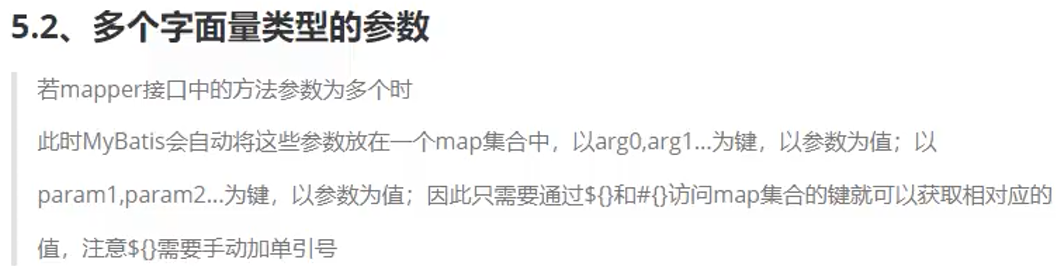 5.2、多个字面量类型的参数
若mapper接口中的方法参数为多个时
此时MyBatis会自动将这些参数放在一个map集合中，以arg0,arg1...为键，以参数为值；以
param1,param2...为键，以参数为值；因此只需要通过${}和#{}访问map集合的键就可以获取相对应的
值，注意${}需要手动加单引号